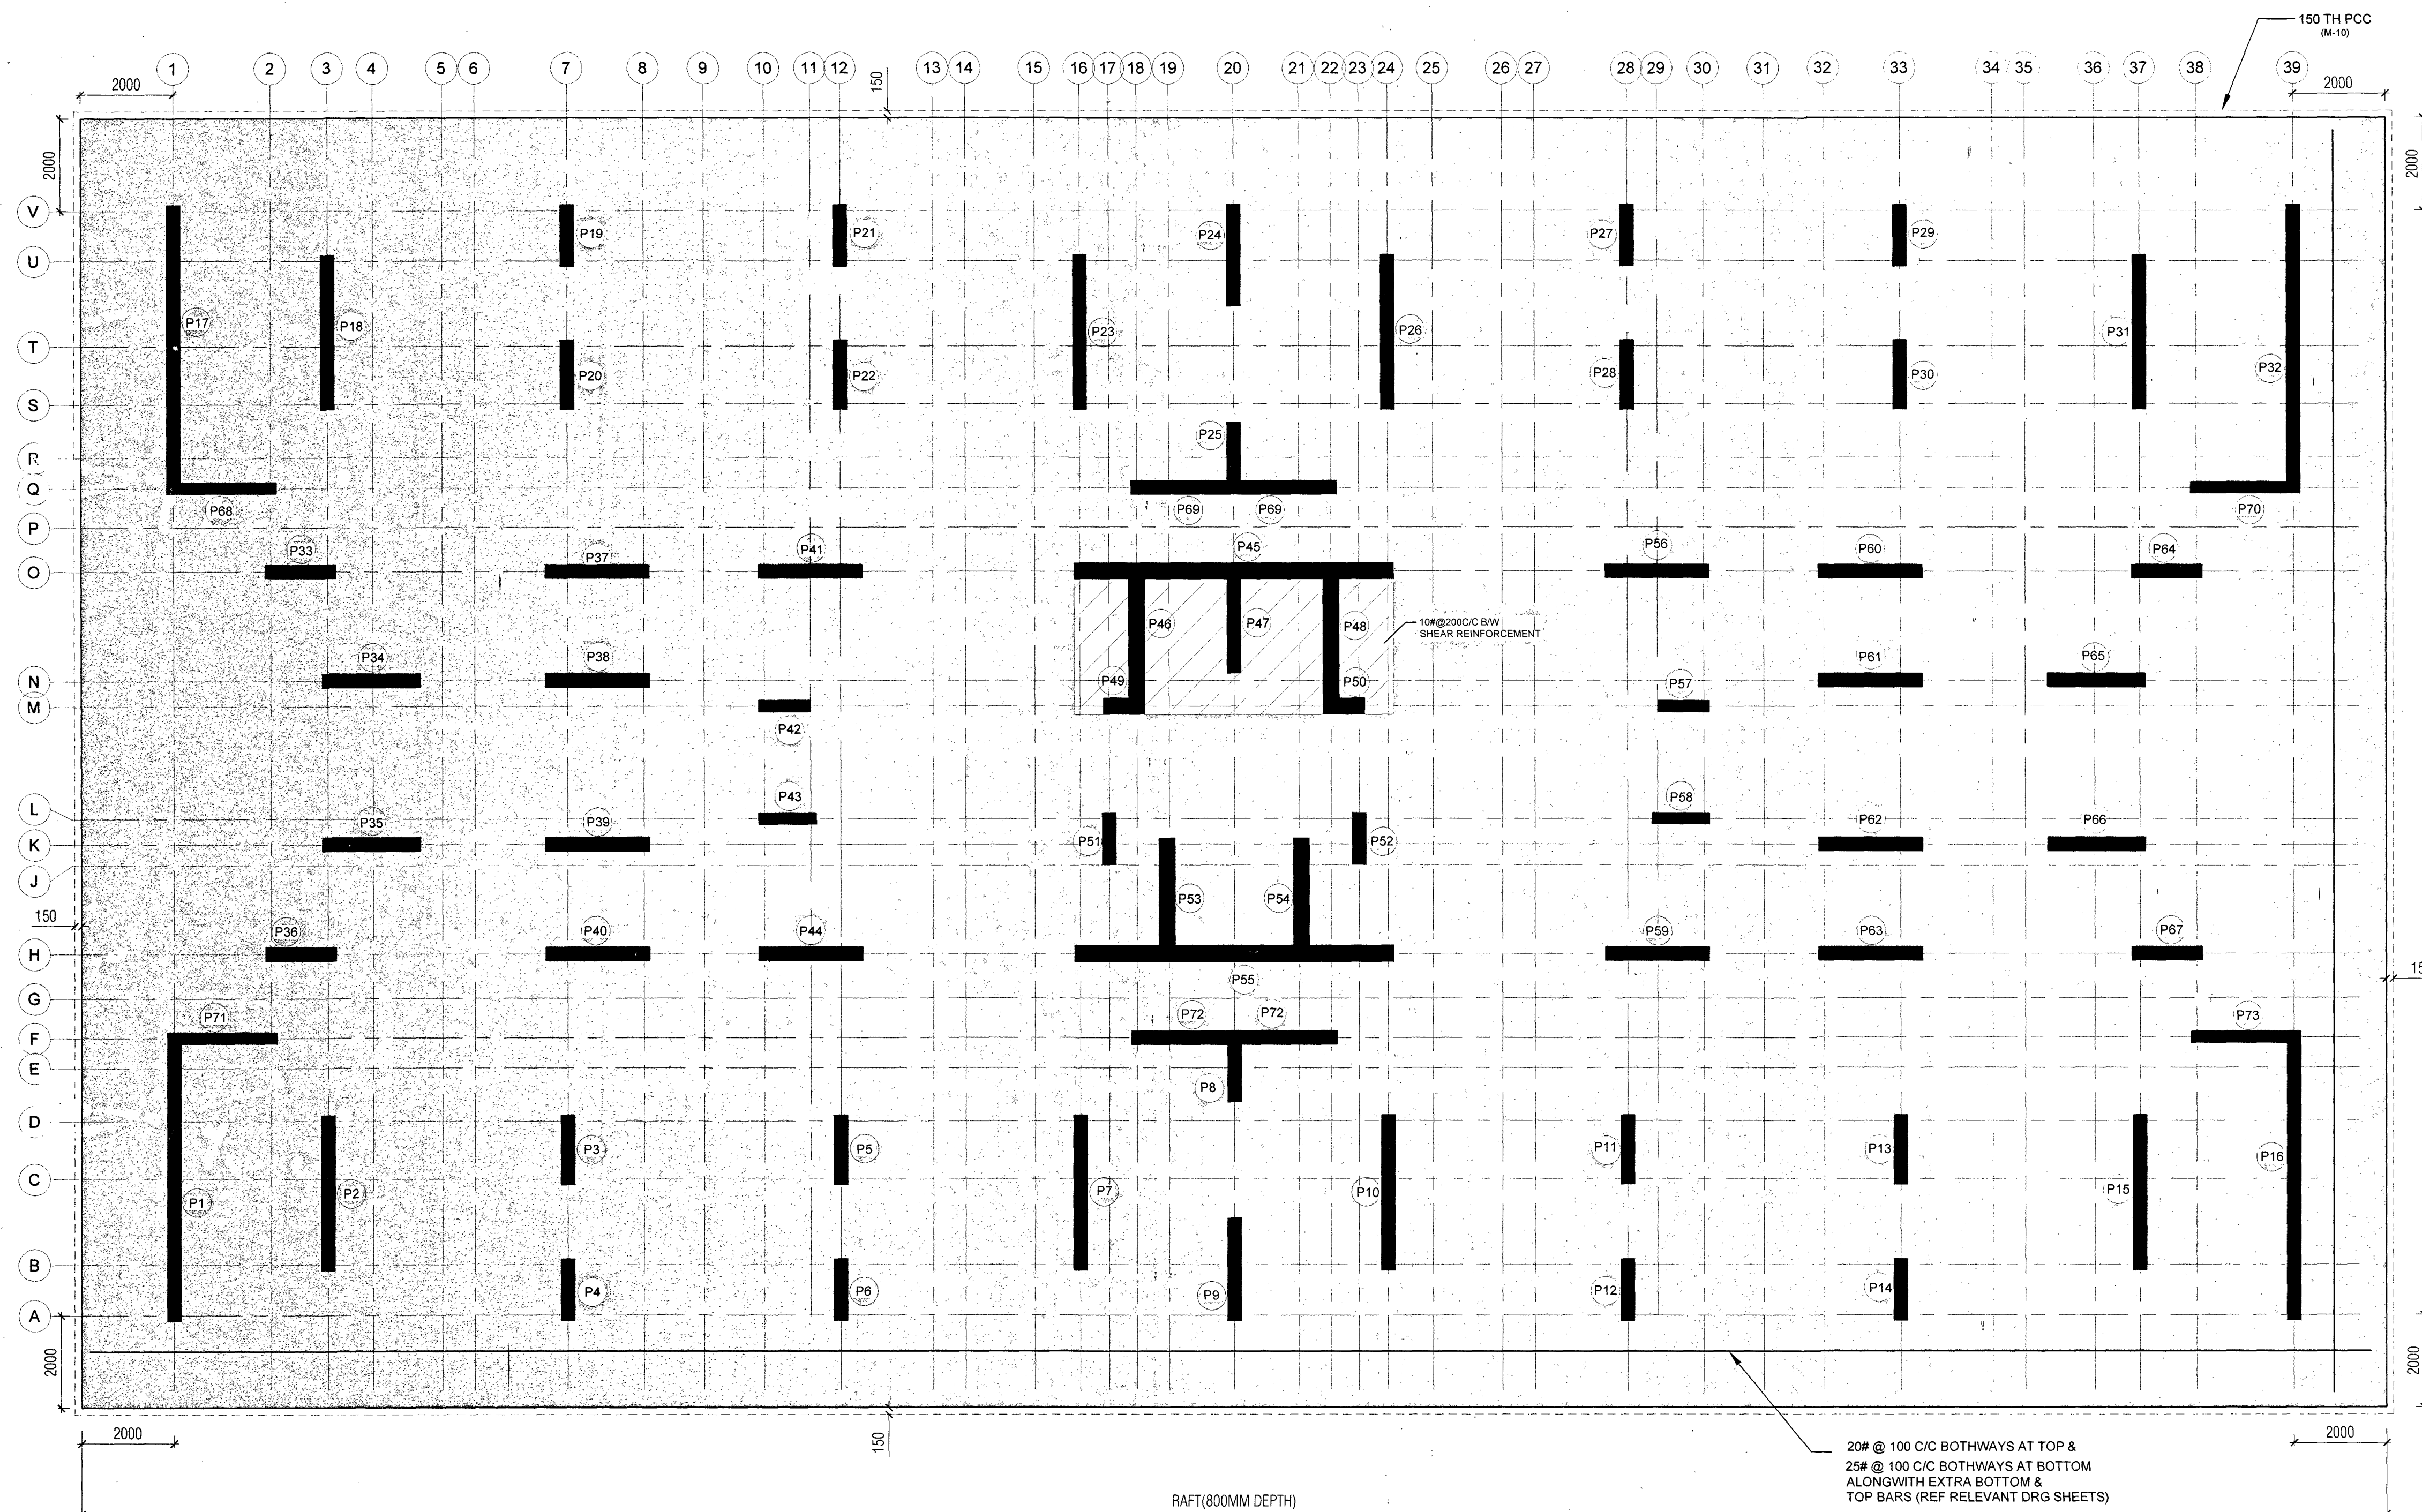 150 TH PCC
(M-10)
1 2 3 4 5 6 7 8 9 10 11 12 13 14 15 16 17 18 19 20 21 22 23 24 25 26 27 28 29 30 31 32 33 34 35 36 37 38 39
2000 150 2000
2000 2000
V
P19 P21 P24 P27 P29
U
P17 P18 P23 P26 P31
T
P20 P22 P28 P30 P32
S
P25
R
Q
P68 P69 P69 P70
P
P33 P37 P41 P45 P56 P60 P64
O
P46 P47 P48
10#@200C/C B/W
SHEAR REINFORCEMENT
P34 P38 P61 P65
N
P49 P50 P57
M
P42
P43 P58
L
P35 P39 P62 P66
K
P51 P52
J
P53 P54
150
P36 P40 P44 P59 P63 P67
H
P55
G
P71 P72 P72 P73
F
E
P8
D
P3 P5 P11 P13 P16
C
P1 P2 P7 P10 P15
B
P4 P6 P9 P12 P14
A
2000 2000
2000 150 2000
20# @ 100 C/C BOTHWAYS AT TOP &
25# @ 100 C/C BOTHWAYS AT BOTTOM
ALONGWITH EXTRA BOTTOM &
TOP BARS (REF RELEVANT DRG SHEETS)
RAFT(800MM DEPTH)